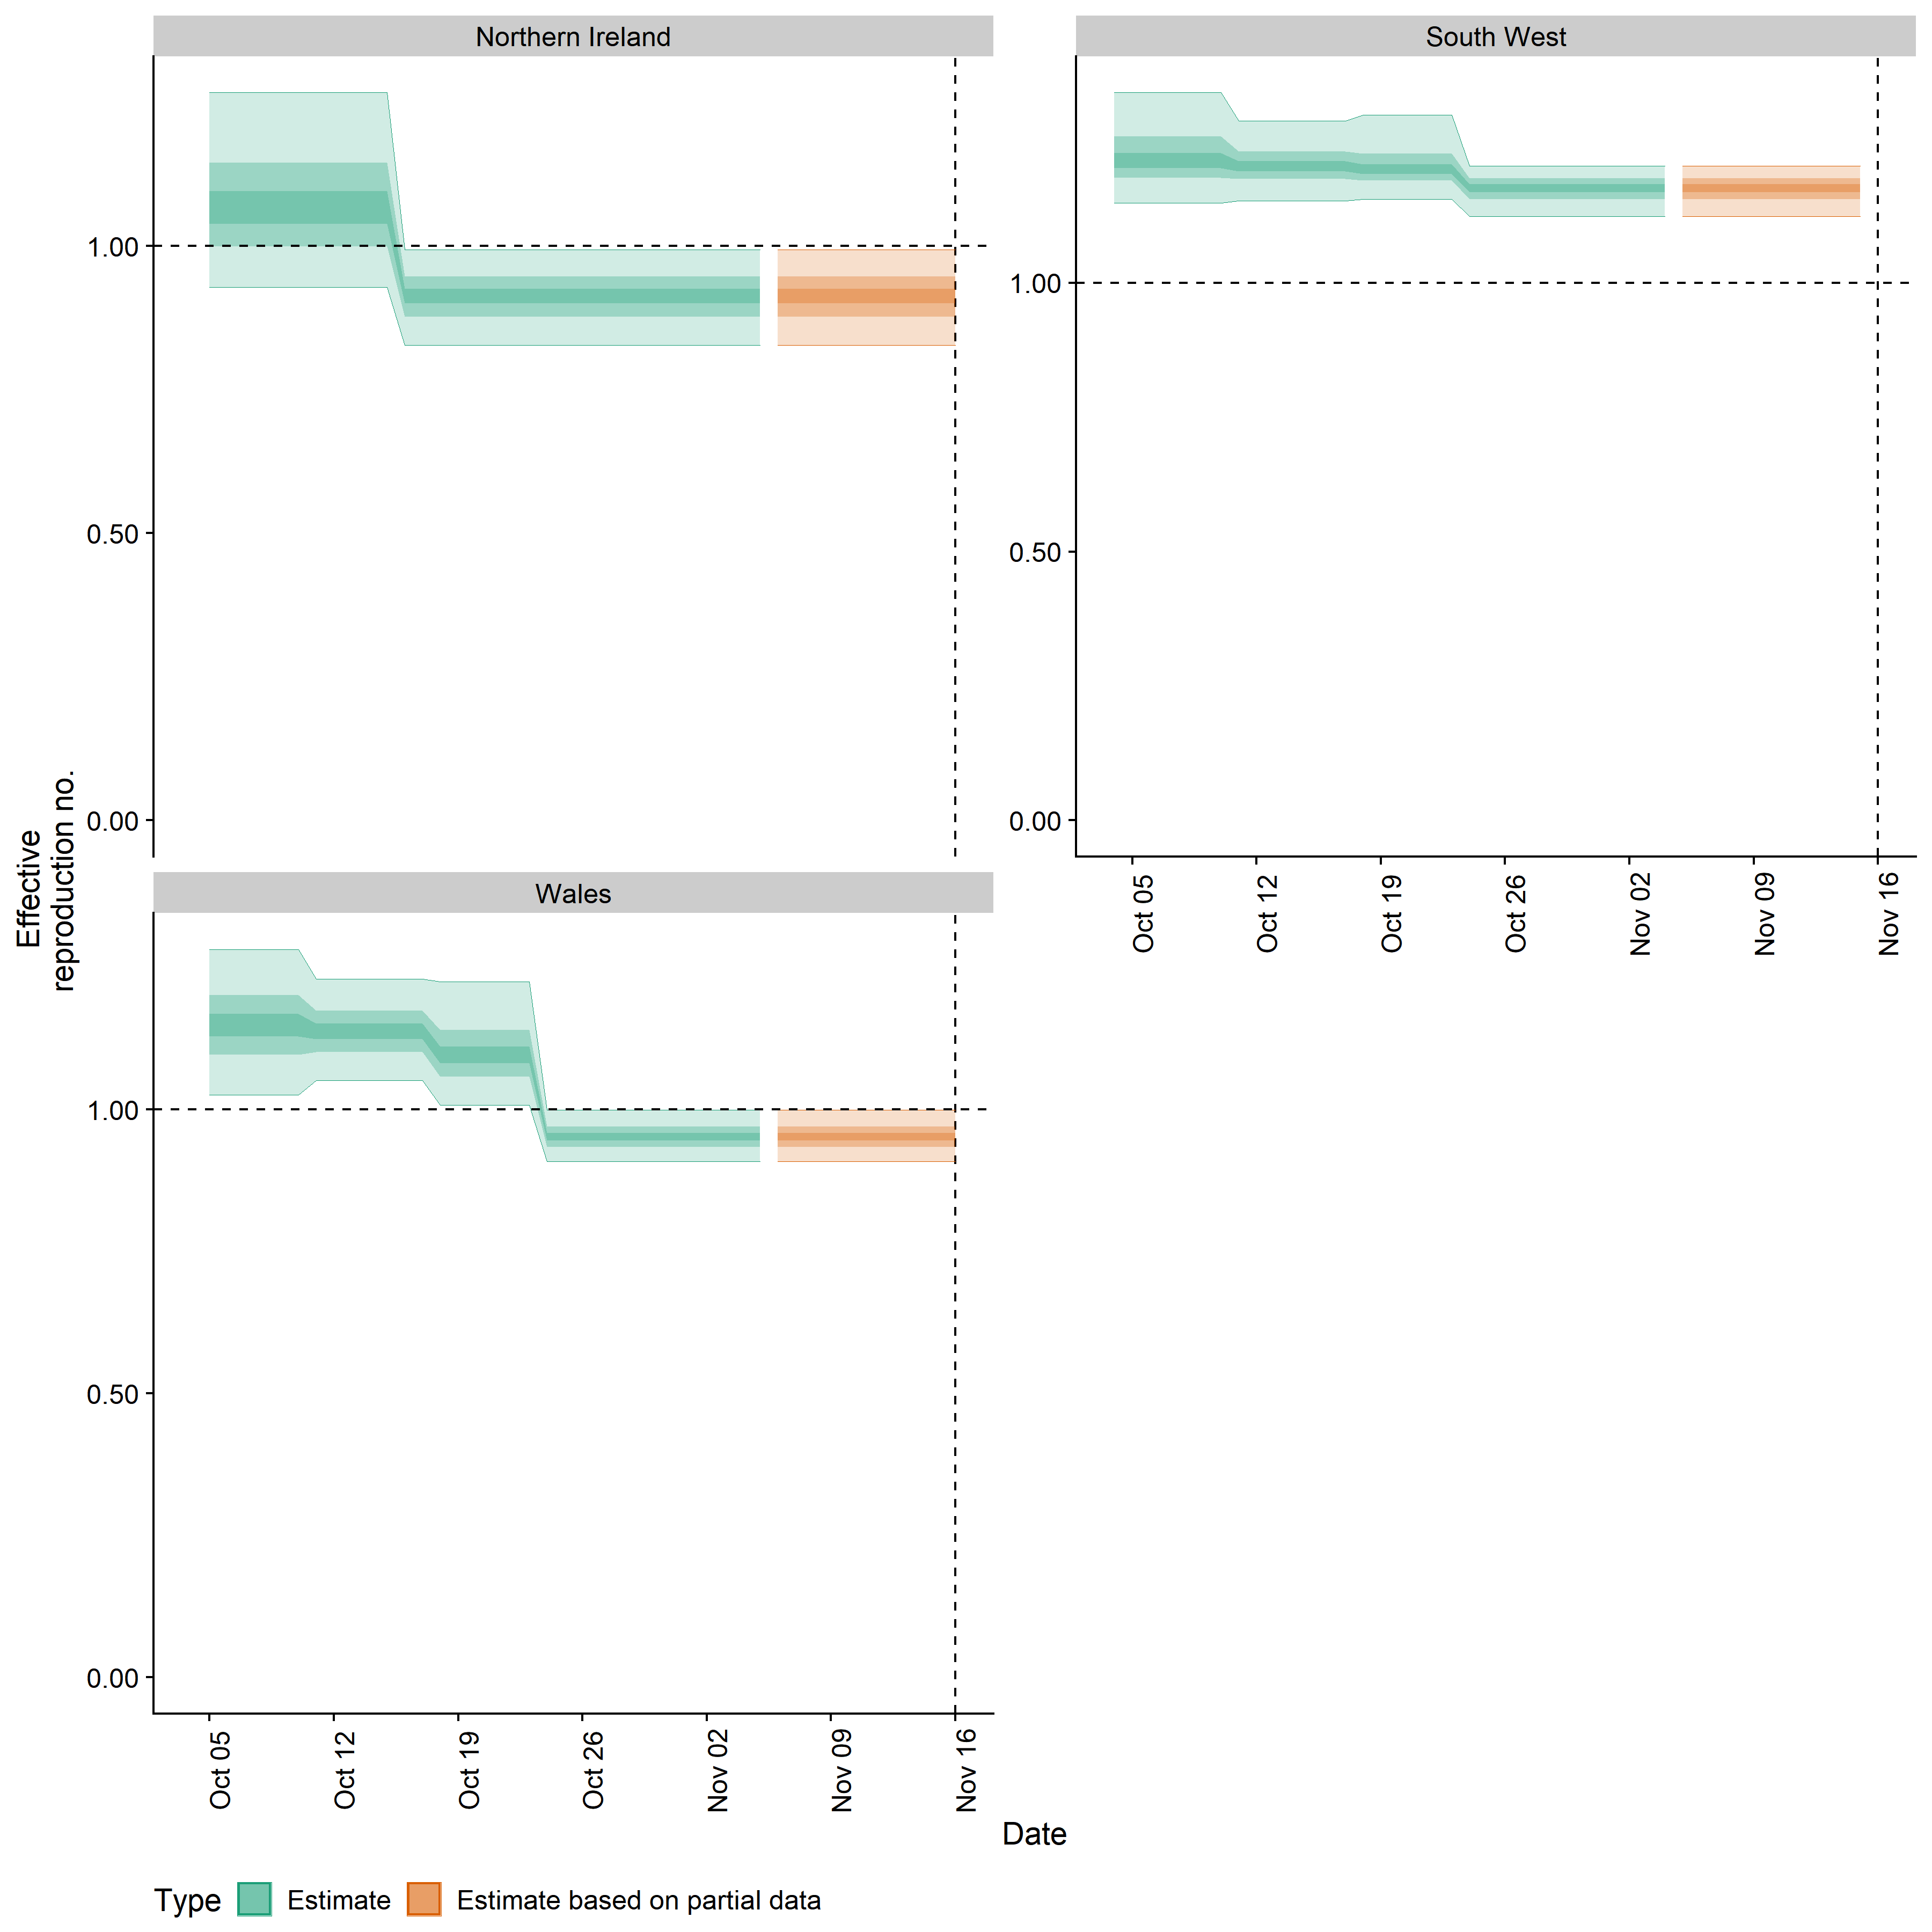 Northern Ireland
South West
1.00
0.50
0.00
1.00
0.50
0.00
Oct 05
Oct 12
Oct 19
Oct 26
Nov 02
Nov 09
Nov 16
Effective
reproduction no.
Wales
1.00
0.50
0.00
Oct 05
Oct 12
Oct 19
Oct 26
Nov 02
Nov 09
Nov 16
Date
Type Estimate Estimate based on partial data